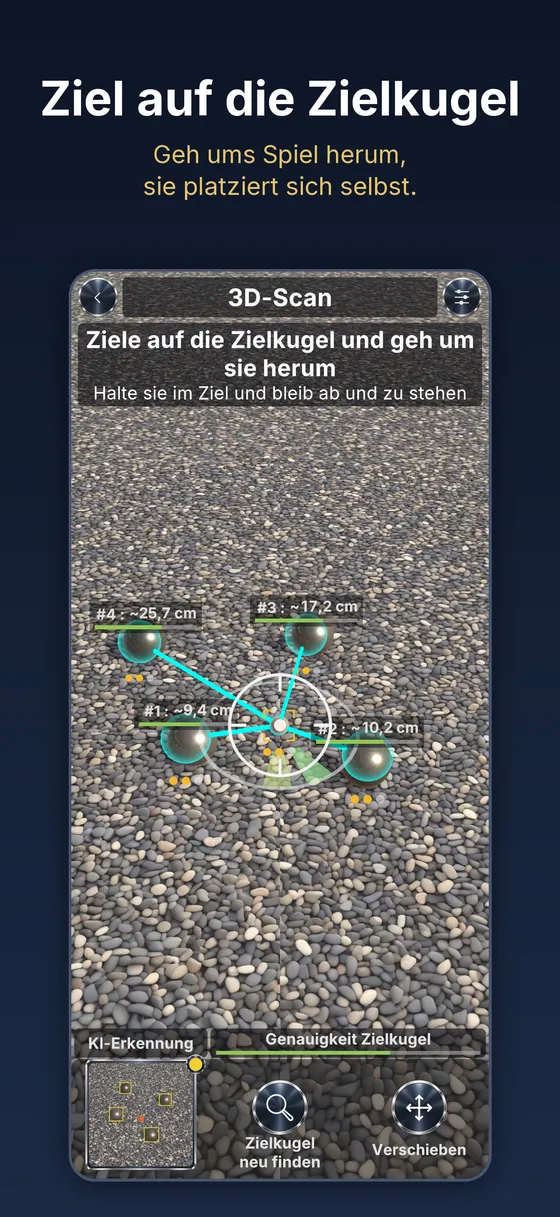 Ziel auf die Zielkugel
Geh ums Spiel herum,
sie platziert sich selbst.
3D-Scan
Ziele auf die Zielkugel und geh um
sie herum
Halte sie im Ziel und bleib ab und zu stehen
#4 : ~25,7 cm
#3 : ~17,2 cm
#1 : ~9,4 cm
#2 : ~10,2 cm
KI-Erkennung
Genauigkeit Zielkugel
Zielkugel
neu finden
Verschieben